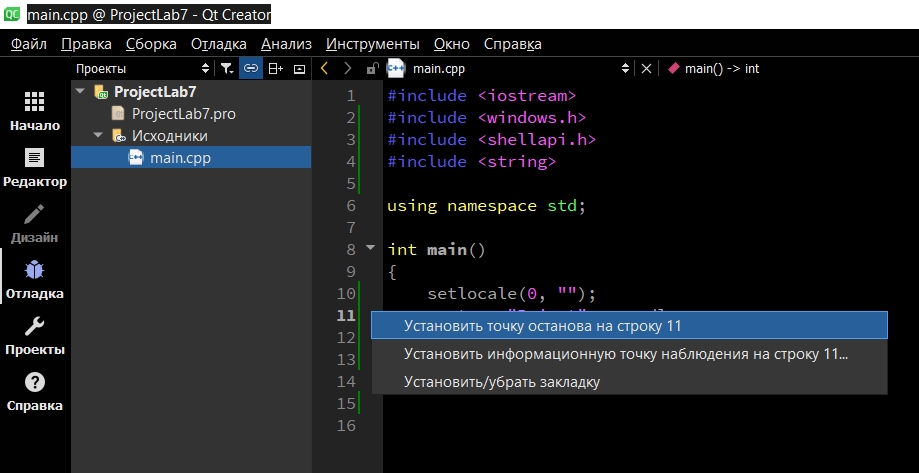 main.cpp @ ProjectLab7 - Qt Creator
Файл Правка Сборка Отладка Анализ Инструменты Окно Справка
Проекты main.cpp main() -> int
Начало
Редактор
Дизайн
Отладка
Проекты
Справка
ProjectLab7
ProjectLab7.pro
Исходники
main.cpp
1 #include <iostream>
2 #include <windows.h>
3 #include <shellapi.h>
4 #include <string>
5
6 using namespace std;
7
8 int main()
9 {
10 setlocale(0, "");
11
12
13
14
15
16
Установить точку останова на строку 11
Установить информационную точку наблюдения на строку 11...
Установить/убрать закладку